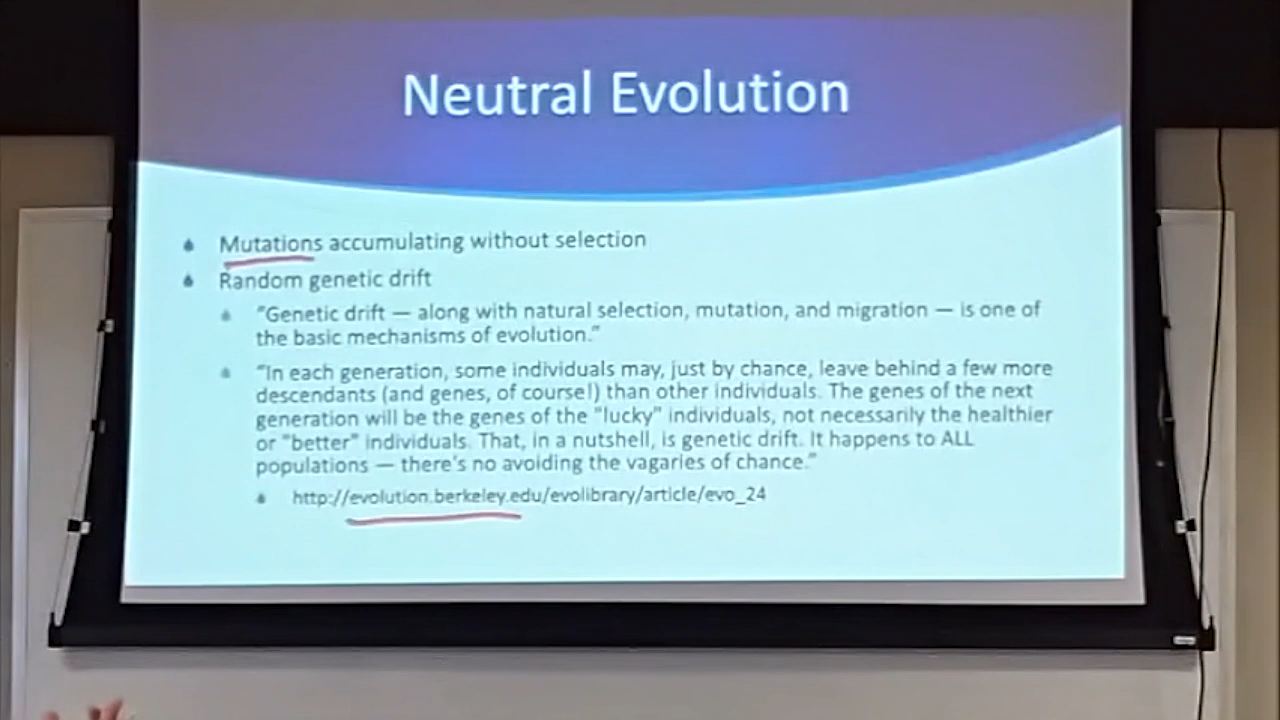 Neutral Evolution
Mutations accumulating without selection
Random genetic drift
"Genetic drift — along with natural selection, mutation, and migration — is one of
the basic mechanisms of evolution."
"In each generation, some individuals may, just by chance, leave behind a few more
descendants (and genes, of course!) than other individuals. The genes of the next
generation will be the genes of the "lucky" individuals, not necessarily the healthier
or "better" individuals. That, in a nutshell, is genetic drift. It happens to ALL
populations — there's no avoiding the vagaries of chance."
http://evolution.berkeley.edu/evolibrary/article/evo_24